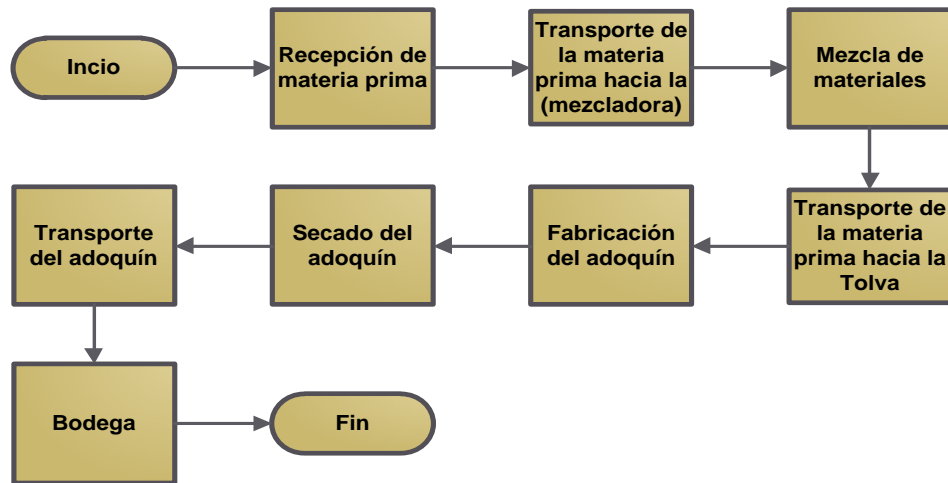 Incio
Recepción de
materia prima
Transporte de
la materia
prima hacia la
(mezcladora)
Mezcla de
materiales
Transporte de
la materia
prima hacia la
Tolva
Fabricación
del adoquín
Secado del
adoquín
Transporte
del adoquín
Bodega
Fin